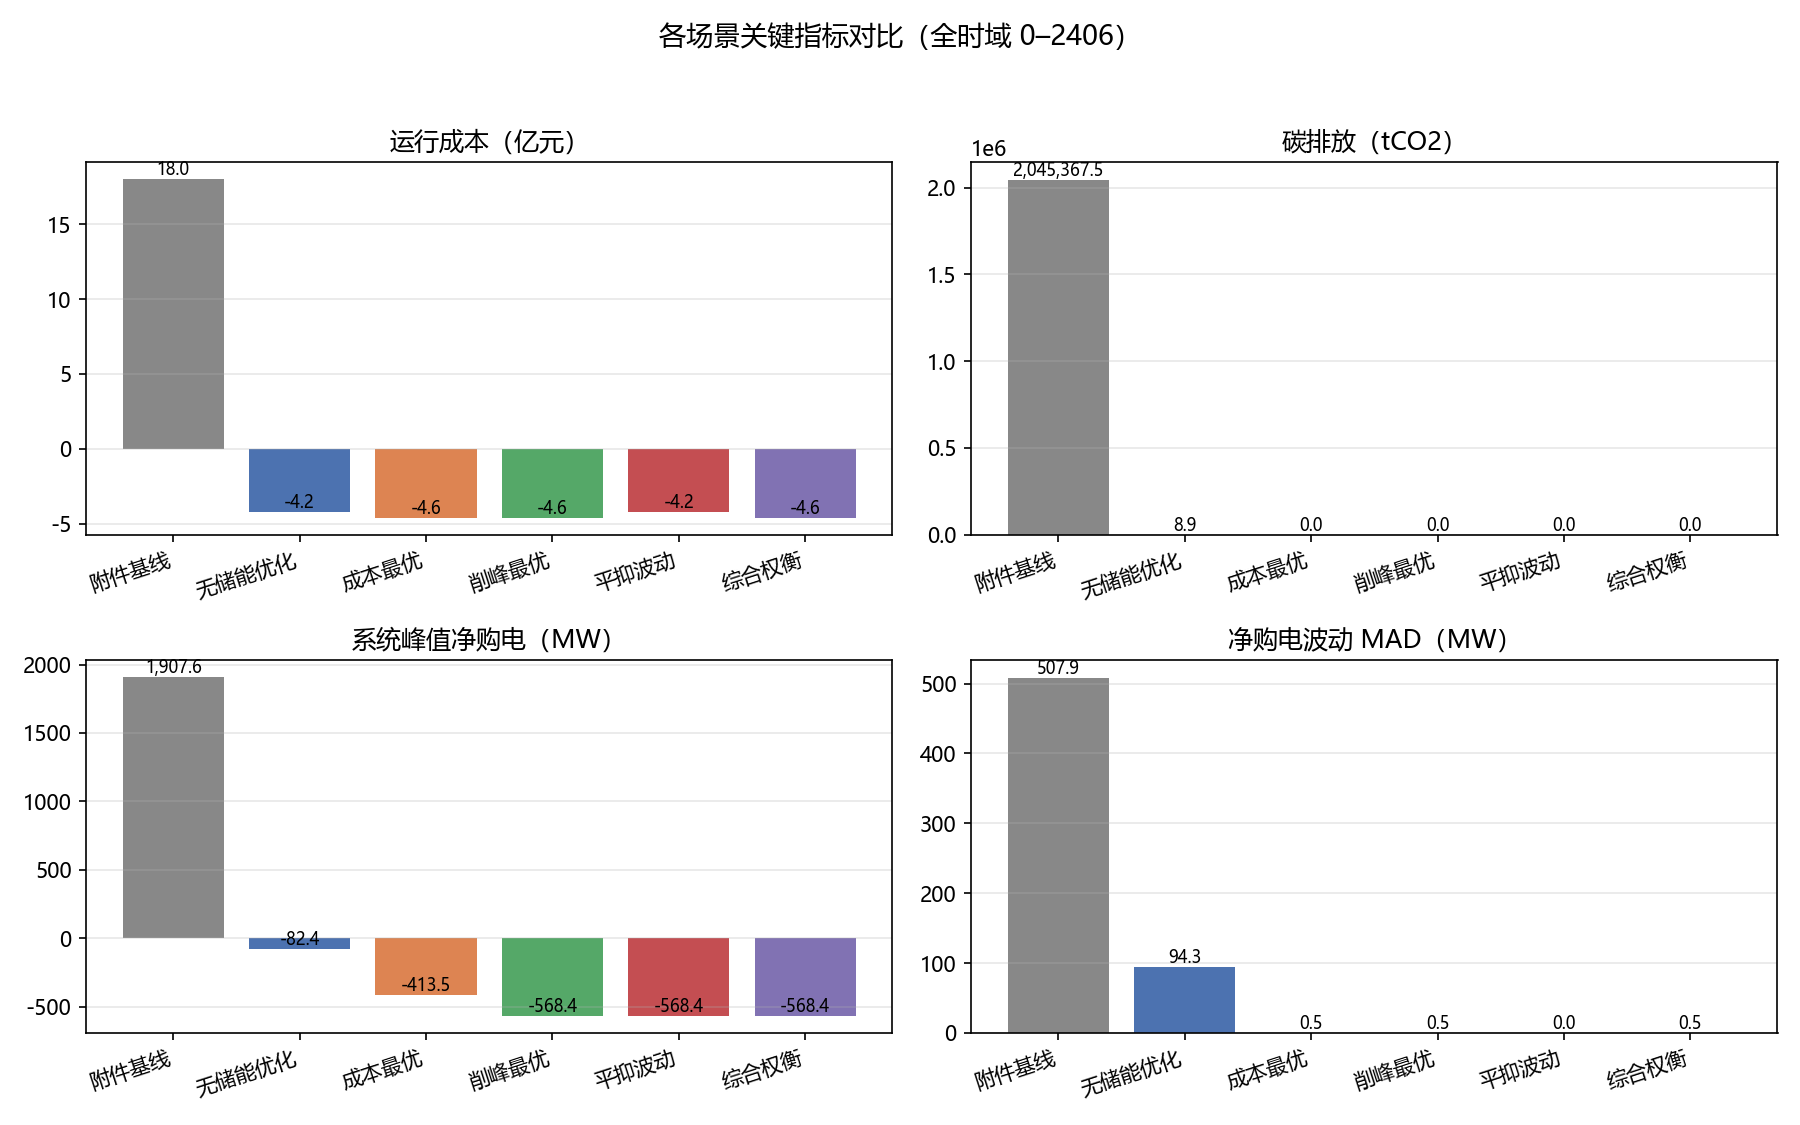 各场景关键指标对比（全时域 0–2406）
运行成本（亿元）
15
10
5
0
-5
18.0
-4.2
-4.6
-4.6
-4.2
-4.6
附件基线
无储能优化
成本最优
削峰最优
平抑波动
综合权衡
碳排放（tCO2）
1e6
2.0
1.5
1.0
0.5
0.0
2,045,367.5
8.9
0.0
0.0
0.0
0.0
附件基线
无储能优化
成本最优
削峰最优
平抑波动
综合权衡
系统峰值净购电（MW）
2000
1500
1000
500
0
-500
1,907.6
-82.4
-413.5
-568.4
-568.4
-568.4
附件基线
无储能优化
成本最优
削峰最优
平抑波动
综合权衡
净购电波动 MAD（MW）
500
400
300
200
100
0
507.9
94.3
0.5
0.5
0.0
0.5
附件基线
无储能优化
成本最优
削峰最优
平抑波动
综合权衡